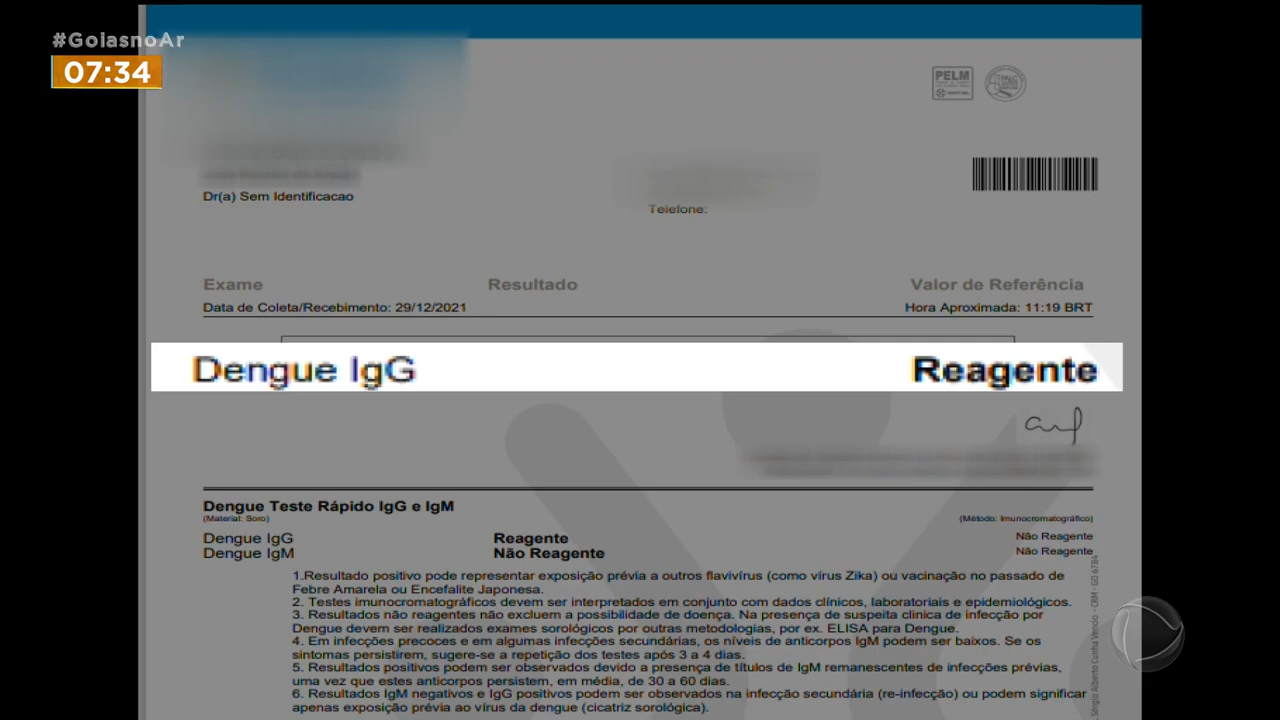 #GoiasnoAr
07:34
PELM
PALC
Dr(a) Sem Identificacao
Telefone:
Exame Resultado Valor de Referência
Data de Coleta/Recebimento: 29/12/2021 Hora Aproximada: 11:19 BRT
Dengue IgG Reagente
Dengue Teste Rápido IgG e IgM
(Material: Soro) (Método: Imunocromatográfico)
Dengue IgG Reagente Não Reagente
Dengue IgM Não Reagente Não Reagente
1.Resultado positivo pode representar exposição prévia a outros flavivírus (como vírus Zika) ou vacinação no passado de
Febre Amarela ou Encefalite Japonesa.
2. Testes imunocromatográficos devem ser interpretados em conjunto com dados clínicos, laboratoriais e epidemiológicos.
3. Resultados não reagentes não excluem a possibilidade de doença. Na presença de suspeita clinica de infecção por
Dengue devem ser realizados exames sorológicos por outras metodologias, por ex. ELISA para Dengue.
4. Em infecções precoces e em algumas infecções secundárias, os níveis de anticorpos IgM podem ser baixos. Se os
sintomas persistirem, sugere-se a repetição dos testes após 3 a 4 dias.
5. Resultados positivos podem ser observados devido a presença de títulos de IgM remanescentes de infecções prévias,
uma vez que estes anticorpos persistem, em média, de 30 a 60 dias.
6. Resultados IgM negativos e IgG positivos podem ser observados na infecção secundária (re-infecção) ou podem significar
apenas exposição prévia ao vírus da dengue (cicatriz sorológica).
Sérgio Alberto Cunha Vencio - CRM - GO 6784